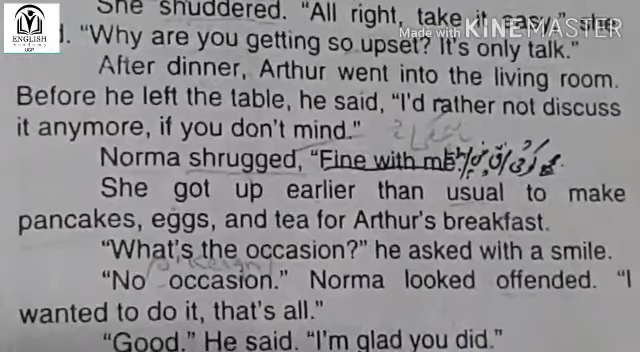 ENGLISH
Academy
UGP
Made with KINEMASTER
She shuddered. "All right, take it easy," she
. "Why are you getting so upset? It's only talk."
After dinner, Arthur went into the living room.
Before he left the table, he said, "I'd rather not discuss
it anymore, if you don't mind."
Norma shrugged, "Fine with me."
She got up earlier than usual to make
pancakes, eggs, and tea for Arthur's breakfast.
"What's the occasion?" he asked with a smile.
"No occasion." Norma looked offended. "I
wanted to do it, that's all."
"Good." He said. "I'm glad you did."